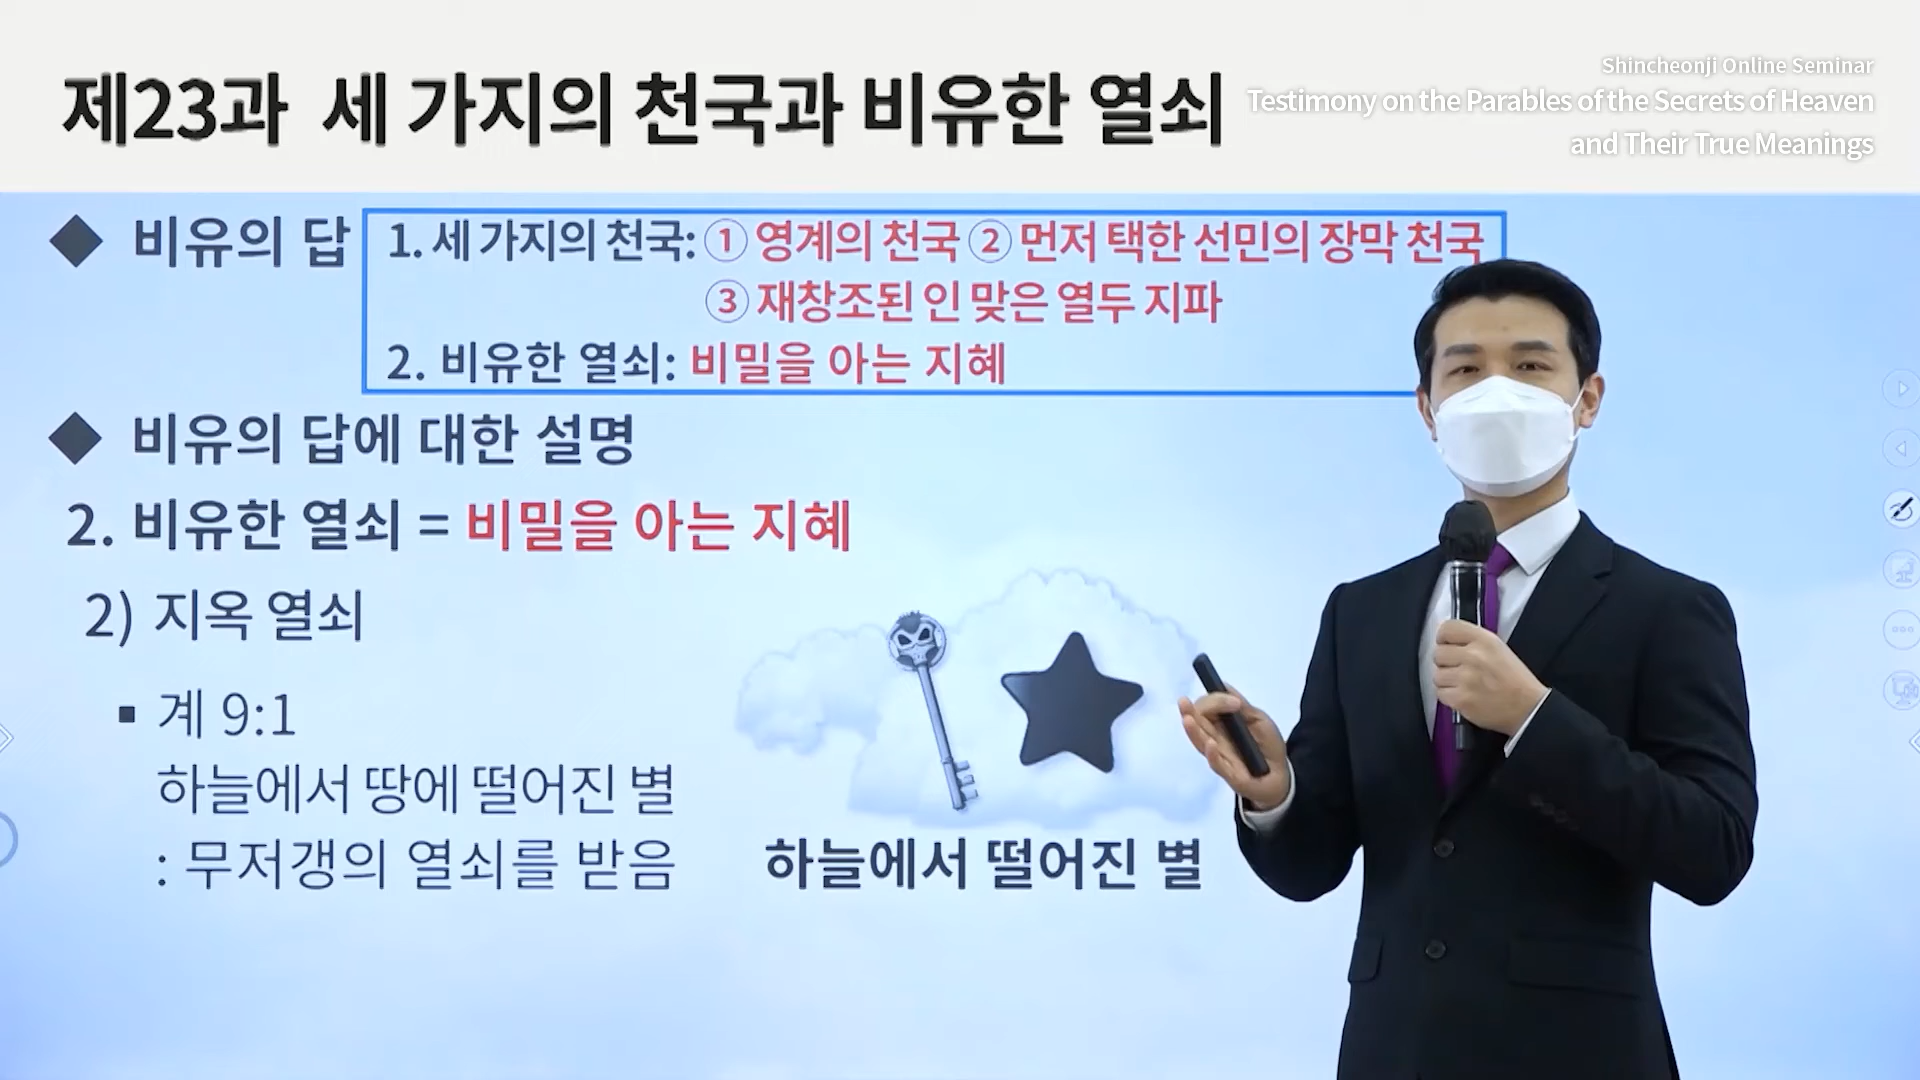 제23과 세 가지의 천국과 비유한 열쇠
Shincheonji Online Seminar
Testimony on the Parables of the Secrets of Heaven
and Their True Meanings
◆ 비유의 답
1. 세 가지의 천국: ① 영계의 천국 ② 먼저 택한 선민의 장막 천국
③ 재창조된 인 맞은 열두 지파
2. 비유한 열쇠: 비밀을 아는 지혜
◆ 비유의 답에 대한 설명
2. 비유한 열쇠 = 비밀을 아는 지혜
2) 지옥 열쇠
▪ 계 9:1
하늘에서 땅에 떨어진 별
: 무저갱의 열쇠를 받음
하늘에서 떨어진 별